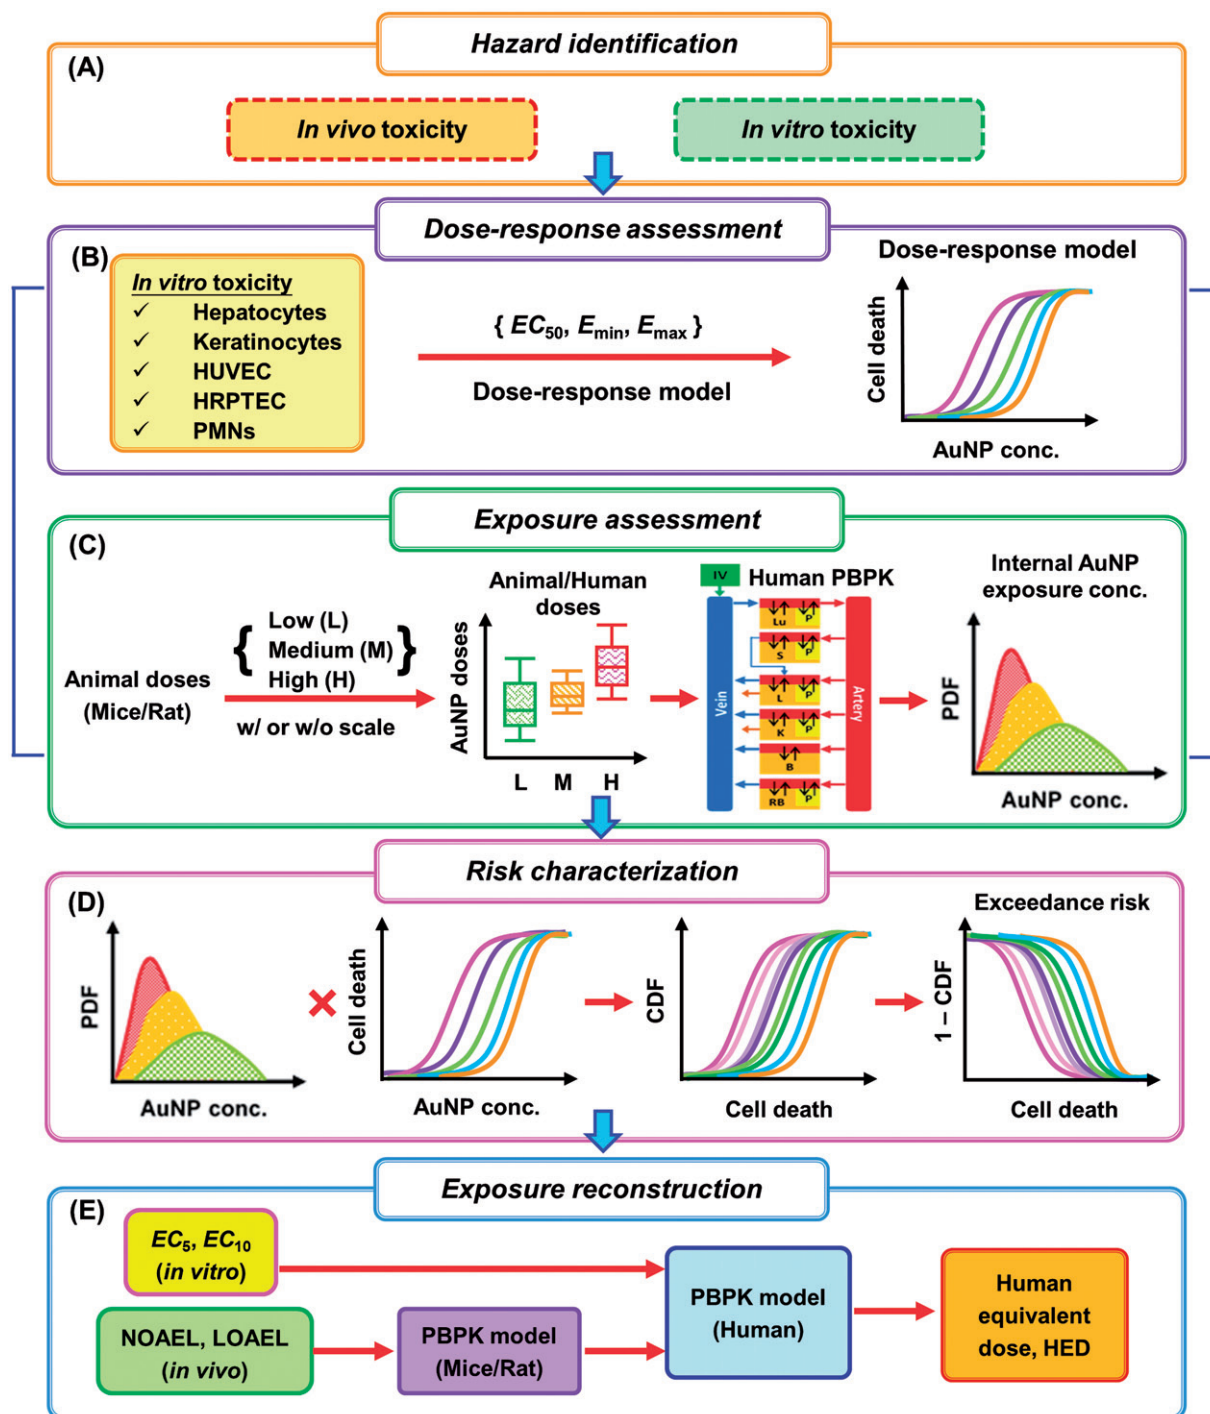 Hazard identification
(A)
In vivo toxicity
In vitro toxicity
Dose-response assessment
(B)
In vitro toxicity
✓ Hepatocytes
✓ Keratinocytes
✓ HUVEC
✓ HRPTEC
✓ PMNs
{ EC50, Emin, Emax }
Dose-response model
Dose-response model
Cell death
AuNP conc.
Exposure assessment
(C)
Animal doses
(Mice/Rat)
{ Low (L)
Medium (M)
High (H) }
w/ or w/o scale
Animal/Human
doses
AuNP doses
L M H
Human PBPK
IV
Vein
Artery
Lu P
S P
L P
K P
B
RB P
Internal AuNP
exposure conc.
PDF
AuNP conc.
Risk characterization
(D)
PDF
AuNP conc.
×
Cell death
AuNP conc.
CDF
Cell death
Exceedance risk
1 – CDF
Cell death
Exposure reconstruction
(E)
EC5, EC10
(in vitro)
NOAEL, LOAEL
(in vivo)
PBPK model
(Mice/Rat)
PBPK model
(Human)
Human
equivalent
dose, HED